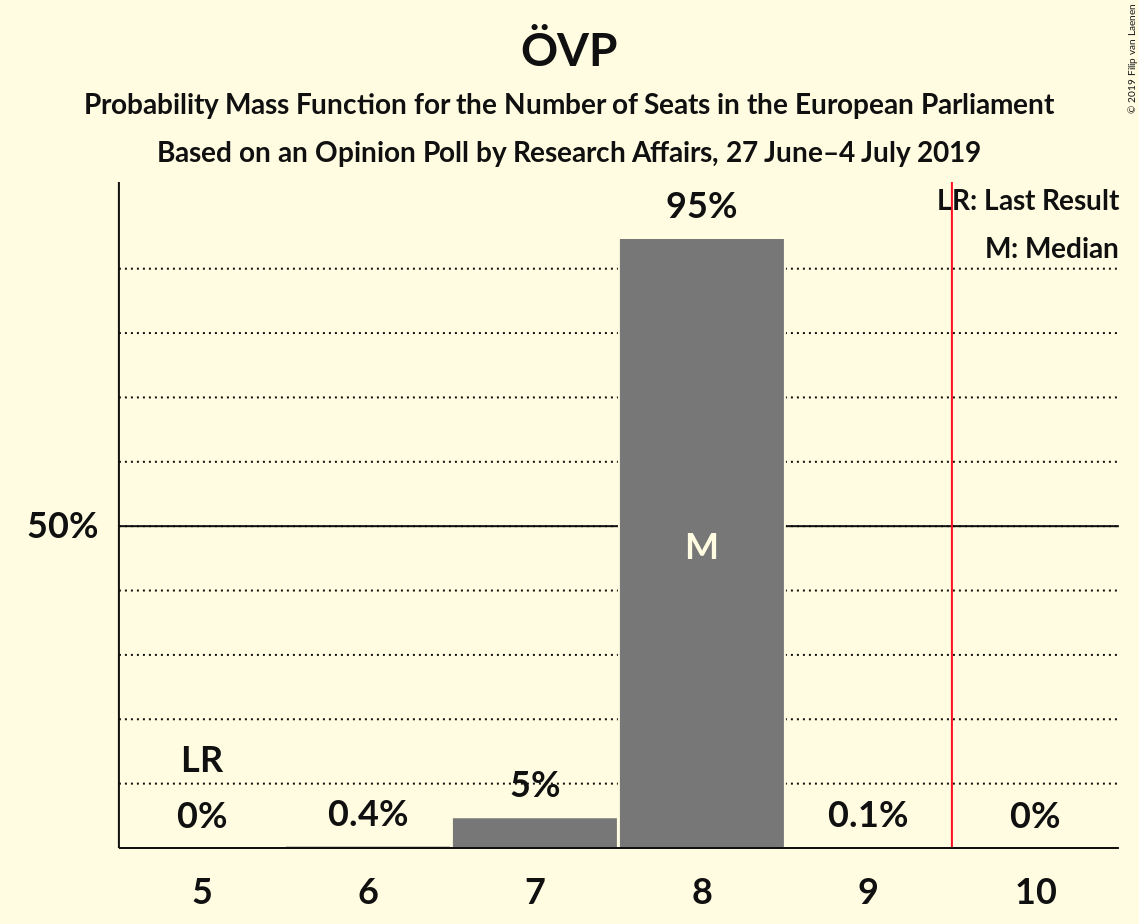 ÖVP
Probability Mass Function for the Number of Seats in the European Parliament
Based on an Opinion Poll by Research Affairs, 27 June–4 July 2019
© 2019 Filip van Laenen
LR: Last Result
M: Median
95%
50%
M
LR
0%
0.4%
5%
0.1%
0%
5
6
7
8
9
10